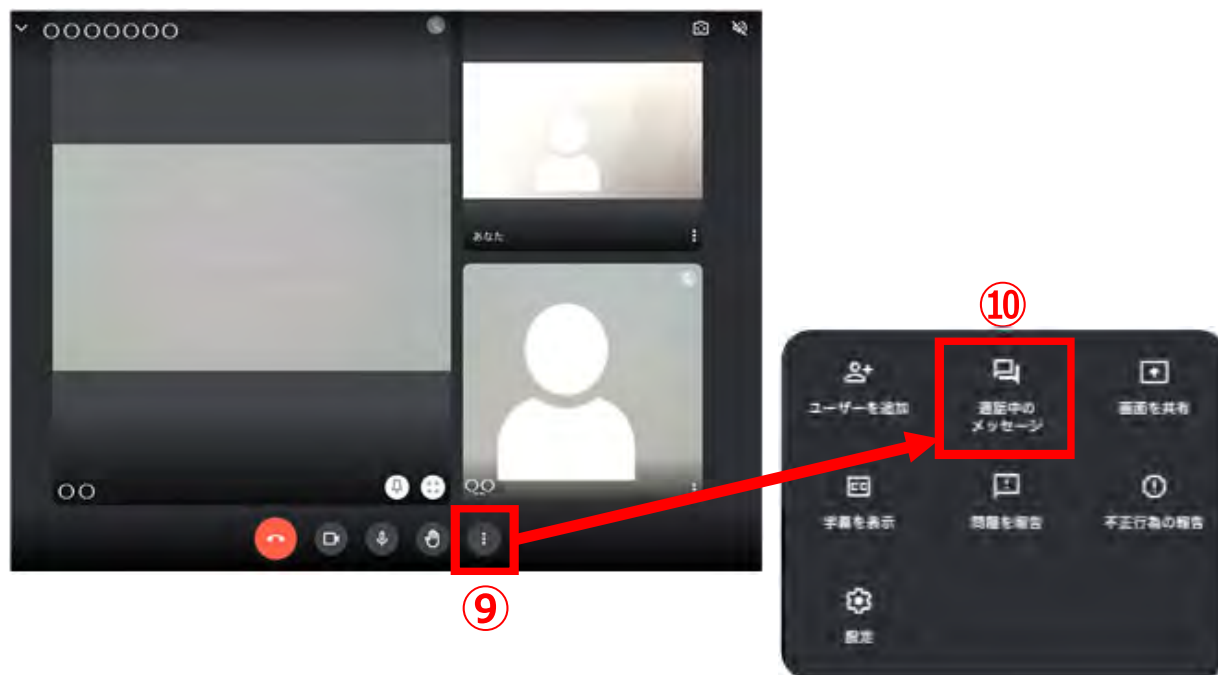 ○○○○○○○
あなた
○○
○○
⑨
⑩
ユーザーを追加
通話中の
メッセージ
画面を共有
字幕を表示
問題を報告
不正行為の報告
設定